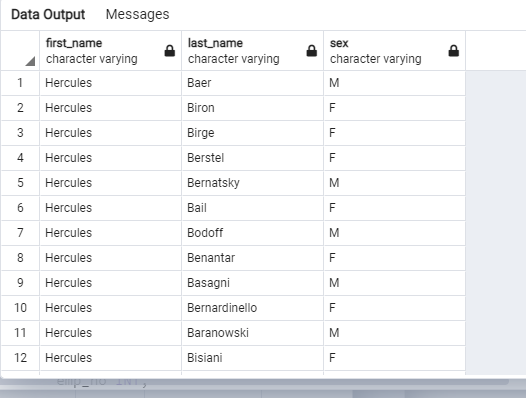 Data Output Messages
first_name last_name sex
character varying character varying character varying
1 Hercules Baer M
2 Hercules Biron F
3 Hercules Birge F
4 Hercules Berstel F
5 Hercules Bernatsky M
6 Hercules Bail F
7 Hercules Bodoff M
8 Hercules Benantar F
9 Hercules Basagni M
10 Hercules Bernardinello F
11 Hercules Baranowski M
12 Hercules Bisiani F
emp_no INT,